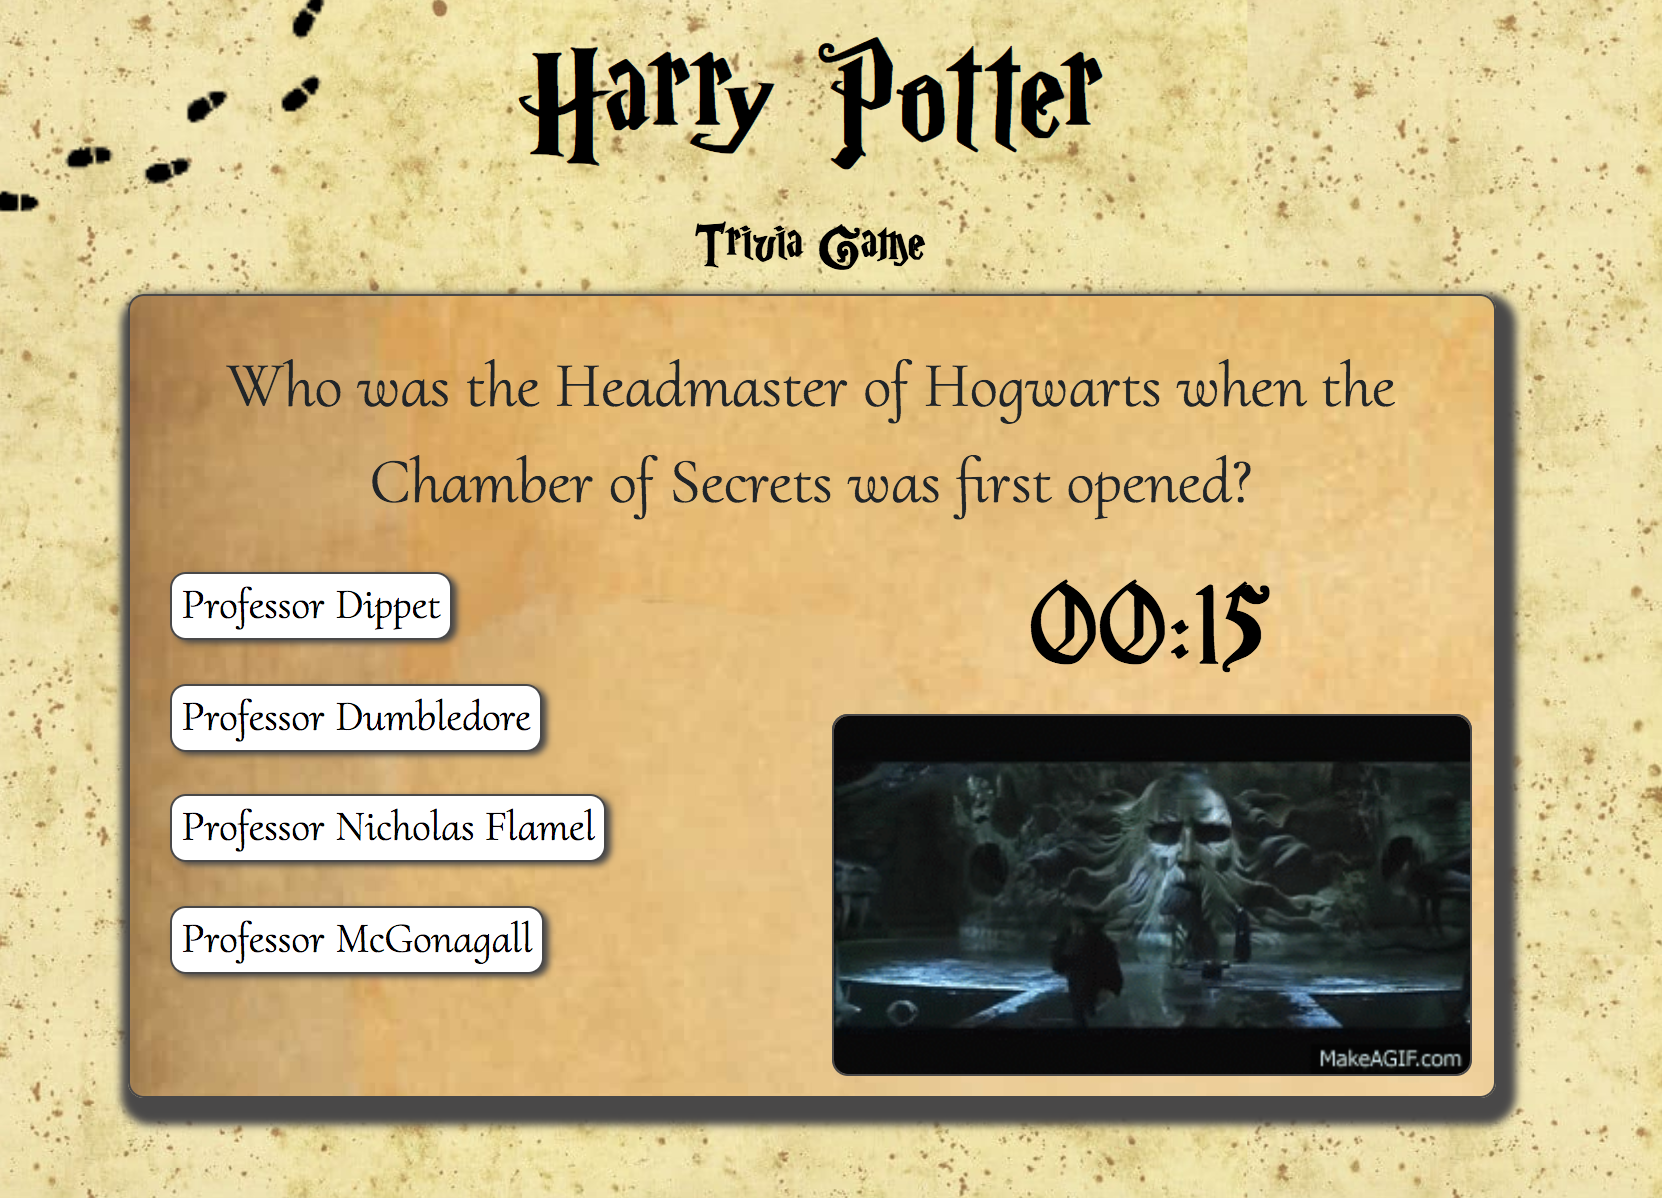 Harry Potter
Trivia Game
Who was the Headmaster of Hogwarts when the
Chamber of Secrets was first opened?
Professor Dippet
00:15
Professor Dumbledore
Professor Nicholas Flamel
Professor McGonagall
MakeAGIF.com